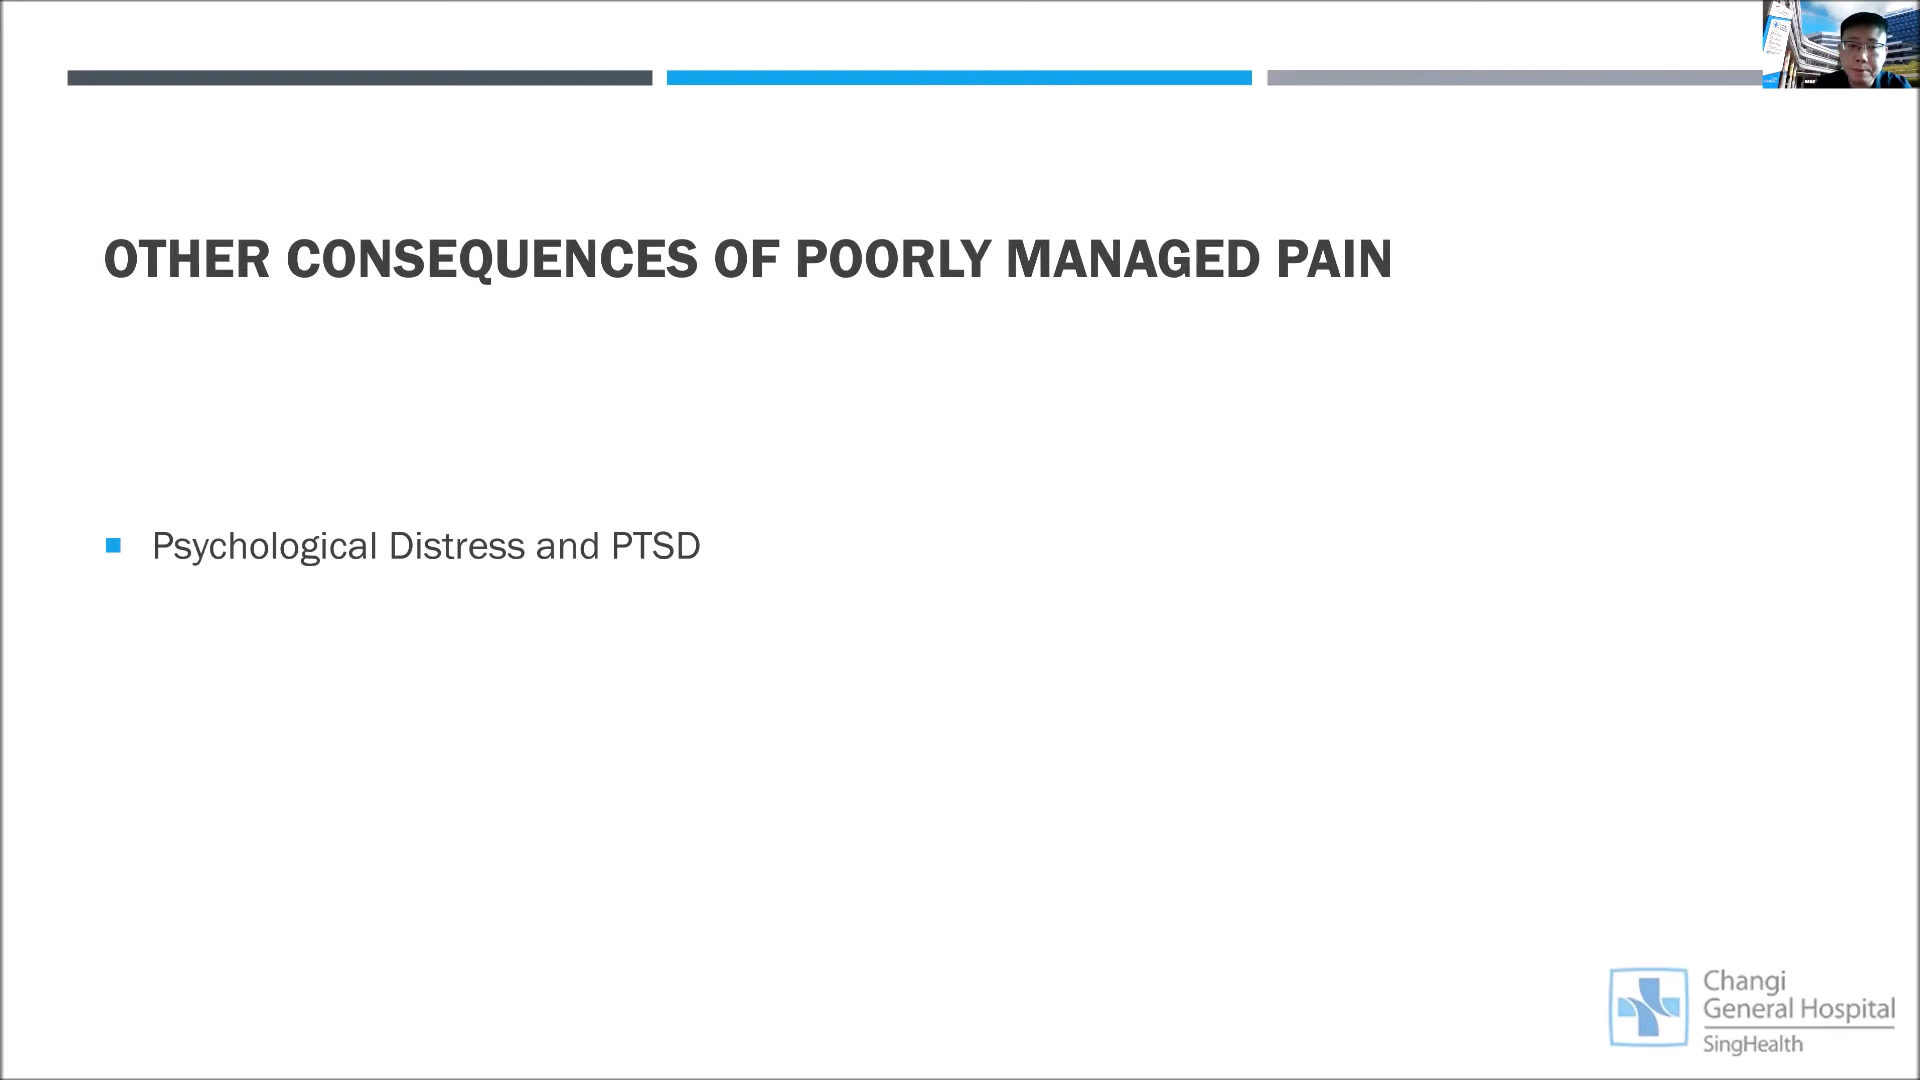 OTHER CONSEQUENCES OF POORLY MANAGED PAIN
Psychological Distress and PTSD
Changi
General Hospital
SingHealth